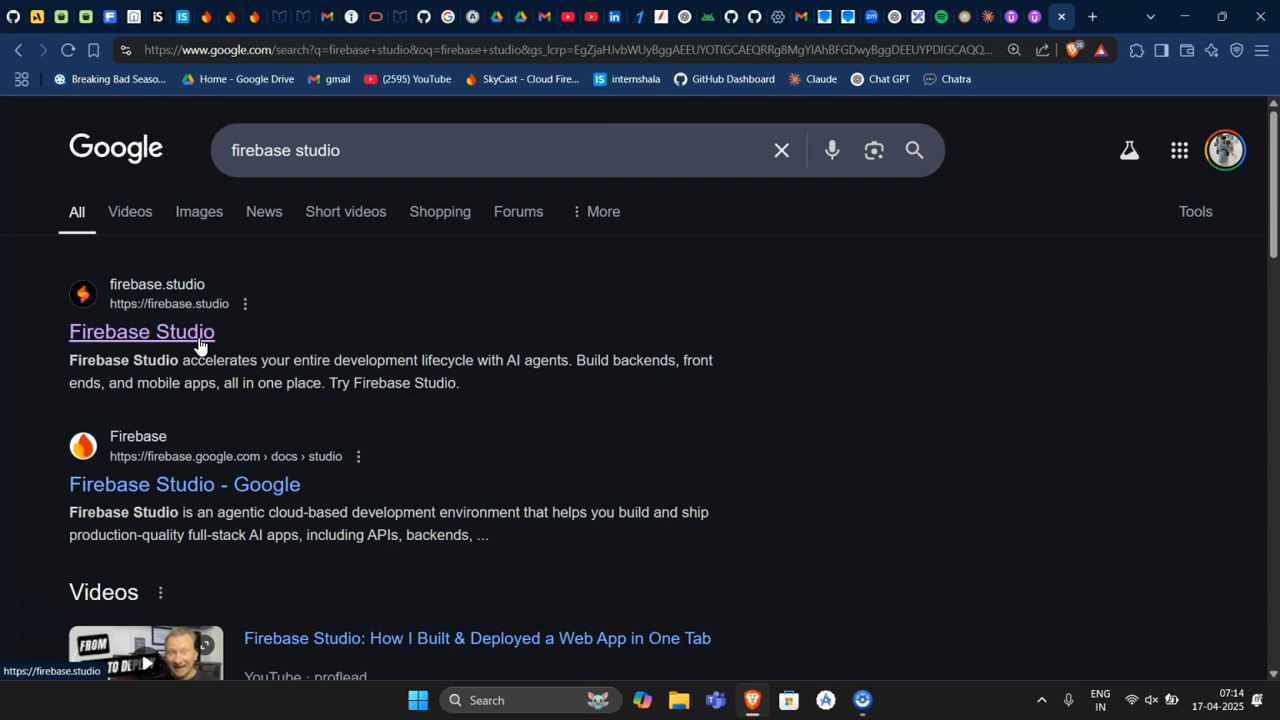 https://www.google.com/search?q=firebase+studio&oq=firebase+studio&gs_lcrp=EgZjaHJvbWUyBggAEEUYOTIGCAEQRRg8MgYIAhBFGDwyBggDEEUYPDIGCAQQ...
Breaking Bad Seaso...
Home - Google Drive
gmail
(2595) YouTube
SkyCast - Cloud Fire...
internshala
GitHub Dashboard
Claude
Chat GPT
Chatra
Google
firebase studio
All
Videos
Images
News
Short videos
Shopping
Forums
More
Tools
firebase.studio
https://firebase.studio
Firebase Studio
Firebase Studio accelerates your entire development lifecycle with AI agents. Build backends, front
ends, and mobile apps, all in one place. Try Firebase Studio.
Firebase
https://firebase.google.com › docs › studio
Firebase Studio - Google
Firebase Studio is an agentic cloud-based development environment that helps you build and ship
production-quality full-stack AI apps, including APIs, backends, ...
Videos
FROM
TO DEP
Firebase Studio: How I Built & Deployed a Web App in One Tab
YouTube · proflead
https://firebase.studio
Search
ENG
IN
07:14
17-04-2025